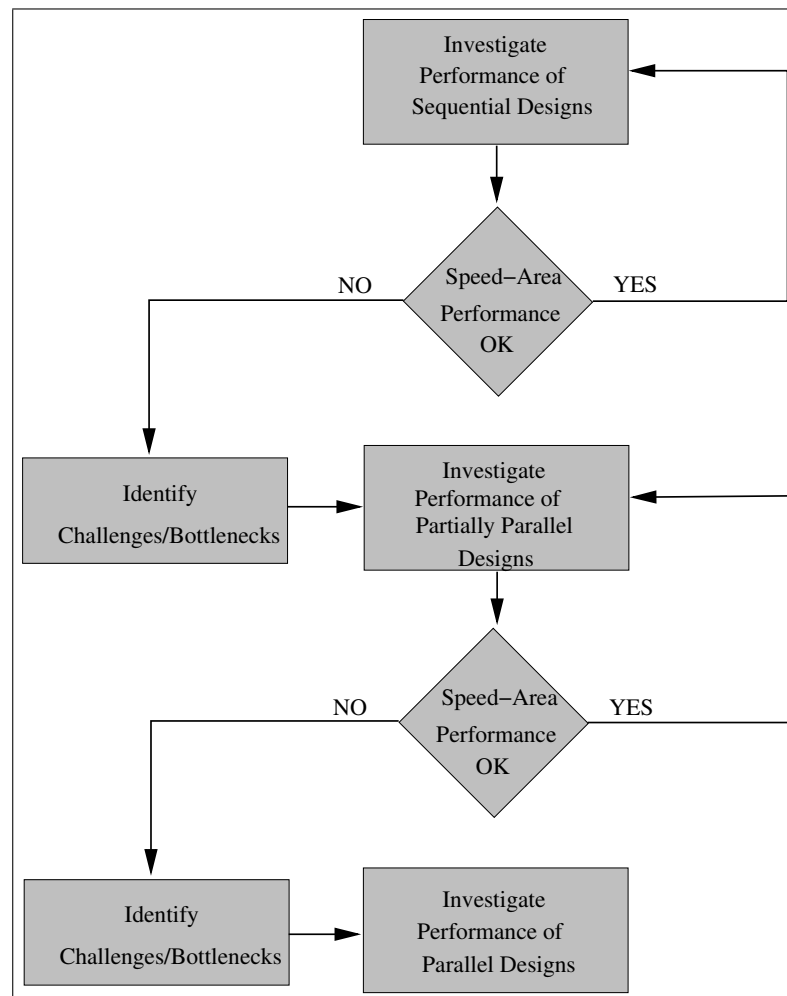 Investigate
Performance of
Sequential Designs
Speed−Area
Performance
OK
NO
YES
Identify
Challenges/Bottlenecks
Investigate
Performance of
Partially Parallel
Designs
Speed−Area
Performance
OK
NO
YES
Identify
Challenges/Bottlenecks
Investigate
Performance of
Parallel Designs